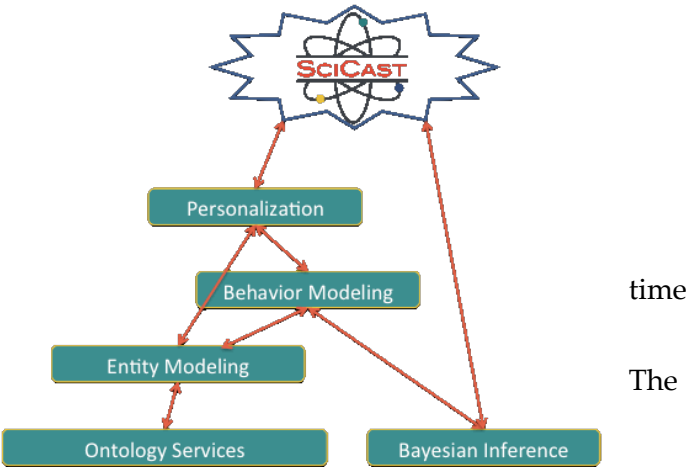 SCICAST
Personalization
Behavior Modeling
time
Entity Modeling
The
Ontology Services
Bayesian Inference